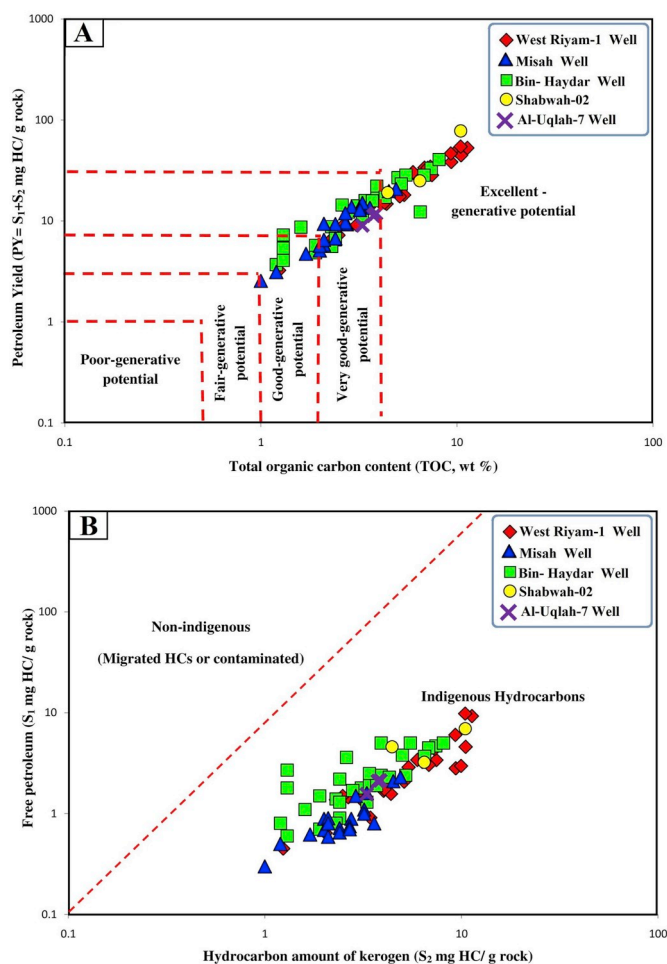 A
1000
100
10
1
0.1
0.1
1
10
100
Petroleum Yield (PY= S1+S2 mg HC/ g rock)
Total organic carbon content (TOC, wt %)
West Riyam-1 Well
Misah Well
Bin- Haydar Well
Shabwah-02
Al-Uqlah-7 Well
Excellent -
generative potential
Poor-generative
potential
Fair-generative
potential
Good-generative
potential
Very good-generative
potential
B
1000
100
10
1
0.1
0.1
1
10
100
Free petroleum (S1 mg HC/ g rock)
Hydrocarbon amount of kerogen (S2 mg HC/ g rock)
West Riyam-1 Well
Misah Well
Bin- Haydar Well
Shabwah-02
Al-Uqlah-7 Well
Non-indigenous
(Migrated HCs or contaminated)
Indigenous Hydrocarbons